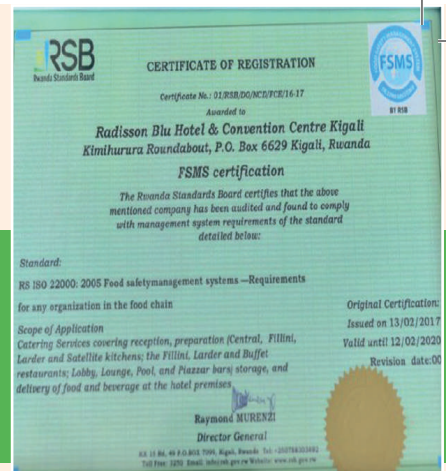 RSB
Rwanda Standards Board
FSMS
BY RSB
CERTIFICATE OF REGISTRATION
Certificate No.: 01/RSB/DO/NCD/FCE/16-17
Awarded to
Radisson Blu Hotel & Convention Centre Kigali
Kimihurura Roundabout, P.O. Box 6629 Kigali, Rwanda
FSMS certification
The Rwanda Standards Board certifies that the above
mentioned company has been audited and found to comply
with management system requirements of the standard
detailed below:
Standard:
RS ISO 22000: 2005 Food safetymanagement systems —Requirements
for any organization in the food chain
Scope of Application
Catering Services covering reception, preparation (Central, Fillini,
Larder and Satellite kitchens; the Fillini, Larder and Buffet
restaurants; Lobby, Lounge, Pool, and Piazzar bars) storage, and
delivery of food and beverage at the hotel premises
Original Certification:
Issued on 13/02/2017
Valid until 12/02/2020
Revision date:00
Raymond MURENZI
Director General